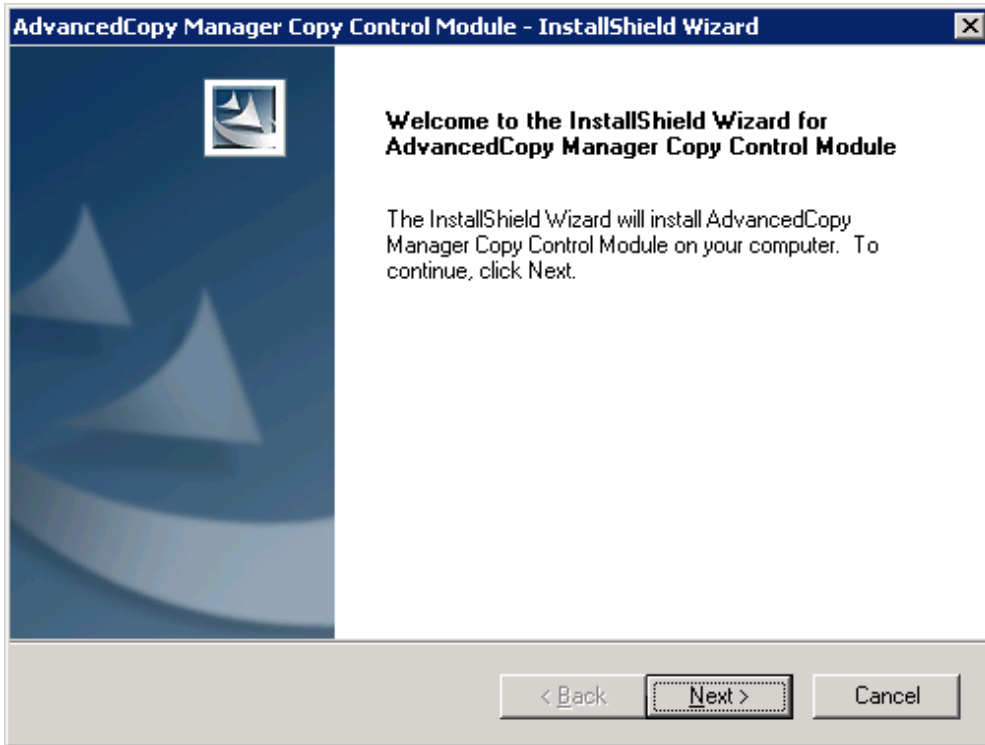 AdvancedCopy Manager Copy Control Module - InstallShield Wizard
Welcome to the InstallShield Wizard for
AdvancedCopy Manager Copy Control Module
The InstallShield Wizard will install AdvancedCopy
Manager Copy Control Module on your computer. To
continue, click Next.
< Back Next > Cancel